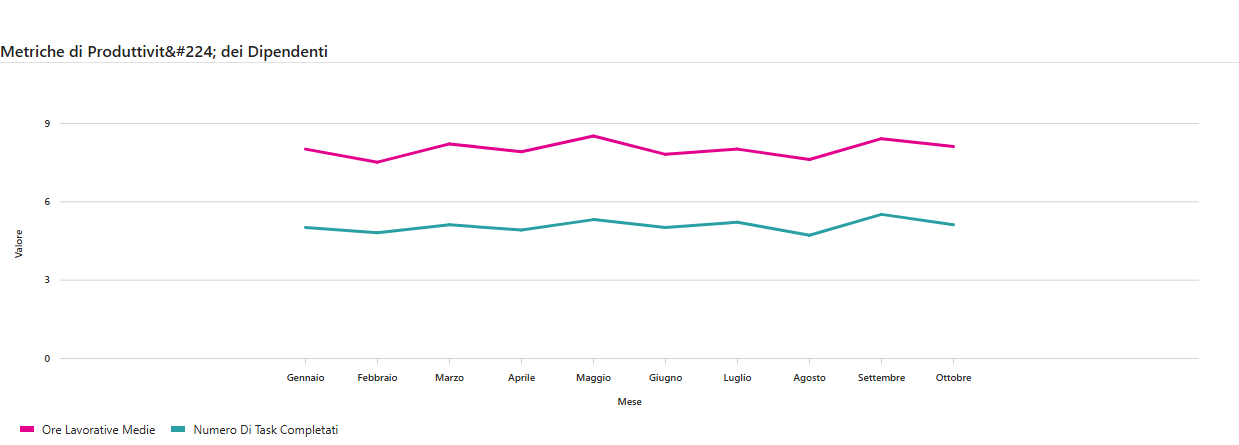 Metriche di Produttivit&#224; dei Dipendenti
9
6
3
0
Valore
Gennaio Febbraio Marzo Aprile Maggio Giugno Luglio Agosto Settembre Ottobre
Mese
Ore Lavorative Medie Numero Di Task Completati